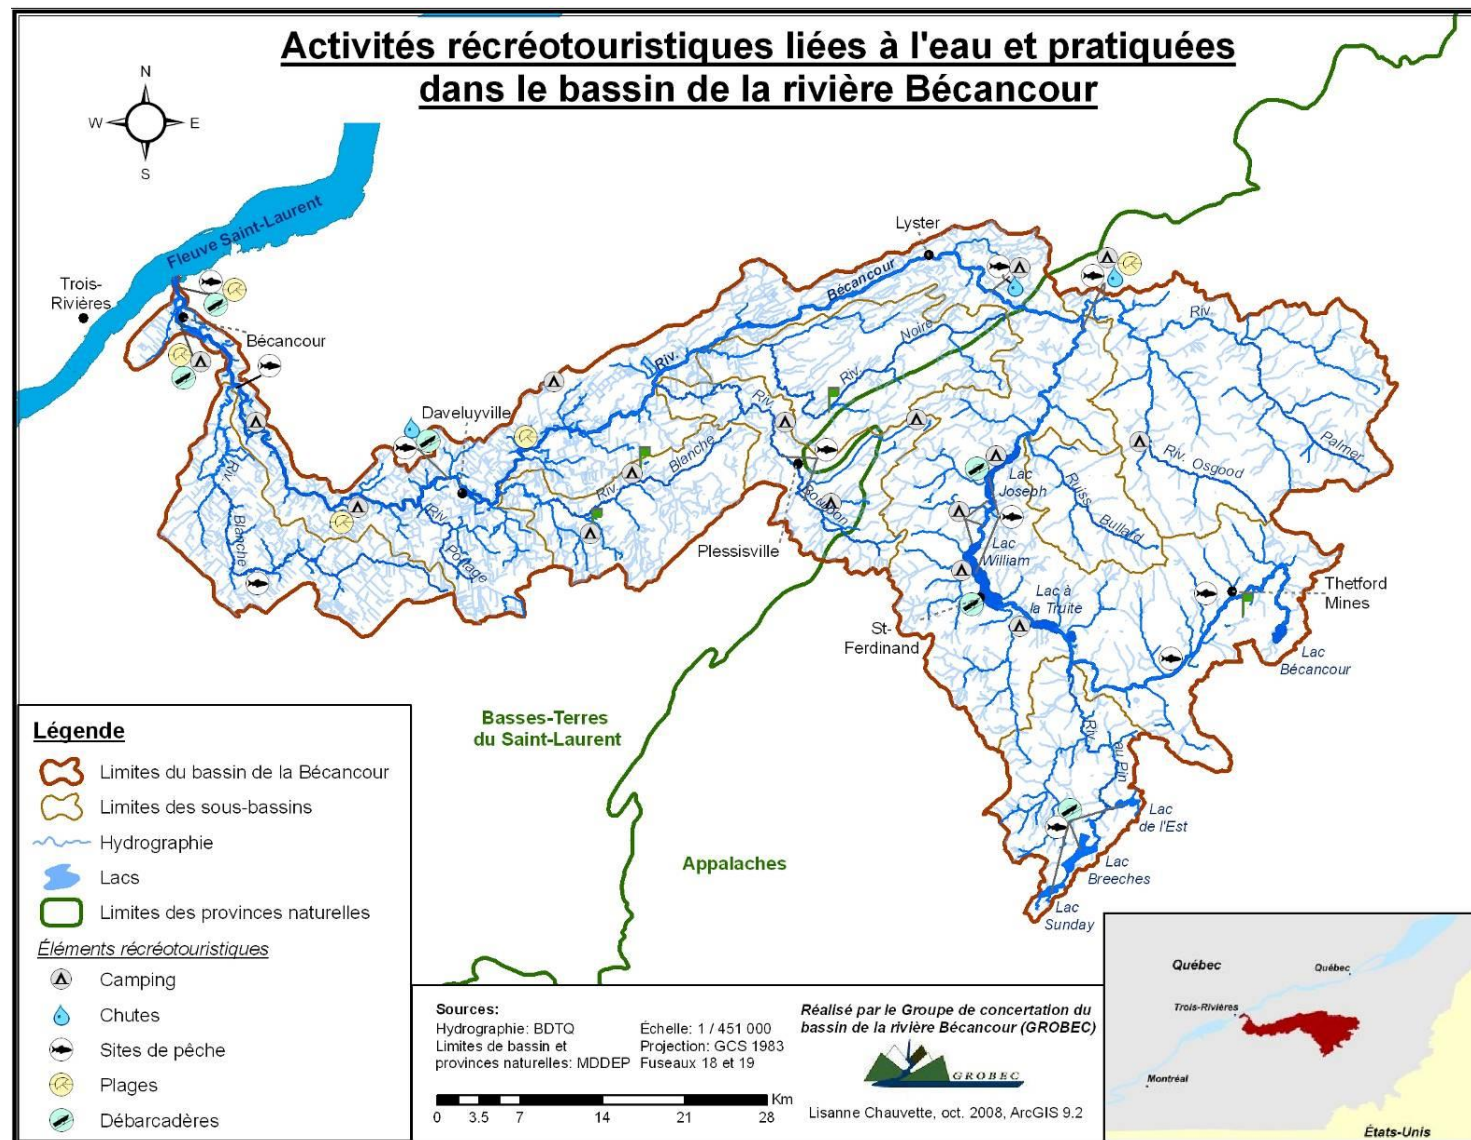 Activités récréotouristiques liées à l'eau et pratiquées
dans le bassin de la rivière Bécancour
N
W
E
S
Fleuve Saint-Laurent
Trois-
Rivières
Bécancour
Daveluyville
Lyster
Bécancour
Riv.
Noire
Riv.
Riv.
Palmer
Riv. Osgood
Ruiss.
Bullard
Riv.
Bourbon
Plessisville
Riv.
Blanche
Riv.
Blanche
Riv.
Portage
Lac
Joseph
Lac
William
Lac à
la Truite
St-
Ferdinand
Thetford
Mines
Lac
Bécancour
Riv.
au Pin
Lac
de l'Est
Lac
Breeches
Lac
Sunday
Basses-Terres
du Saint-Laurent
Appalaches
Légende
Limites du bassin de la Bécancour
Limites des sous-bassins
Hydrographie
Lacs
Limites des provinces naturelles
Éléments récréotouristiques
Camping
Chutes
Sites de pêche
Plages
Débarcadères
Sources:
Hydrographie: BDTQ
Limites de bassin et
provinces naturelles: MDDEP
Échelle: 1 / 451 000
Projection: GCS 1983
Fuseaux 18 et 19
0 3.5 7 14 21 28 Km
Réalisé par le Groupe de concertation du
bassin de la rivière Bécancour (GROBEC)
GROBEC
Lisanne Chauvette, oct. 2008, ArcGIS 9.2
Québec
Québec
Trois-Rivières
Montréal
États-Unis